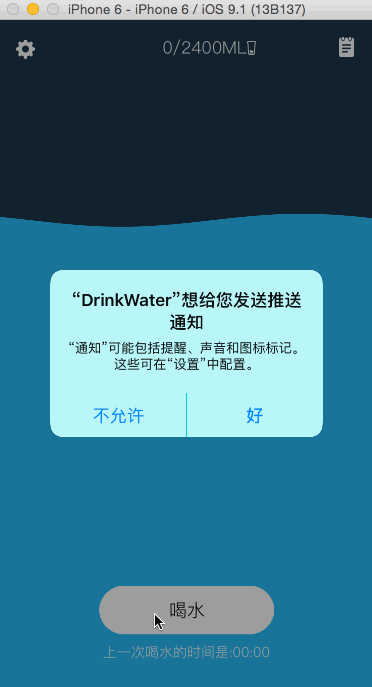 iPhone 6 - iPhone 6 / iOS 9.1 (13B137)
0/2400ML
“DrinkWater”想给您发送推送
通知
“通知”可能包括提醒、声音和图标标记。
这些可在“设置”中配置。
不允许
好
喝水
上一次喝水的时间是:00:00